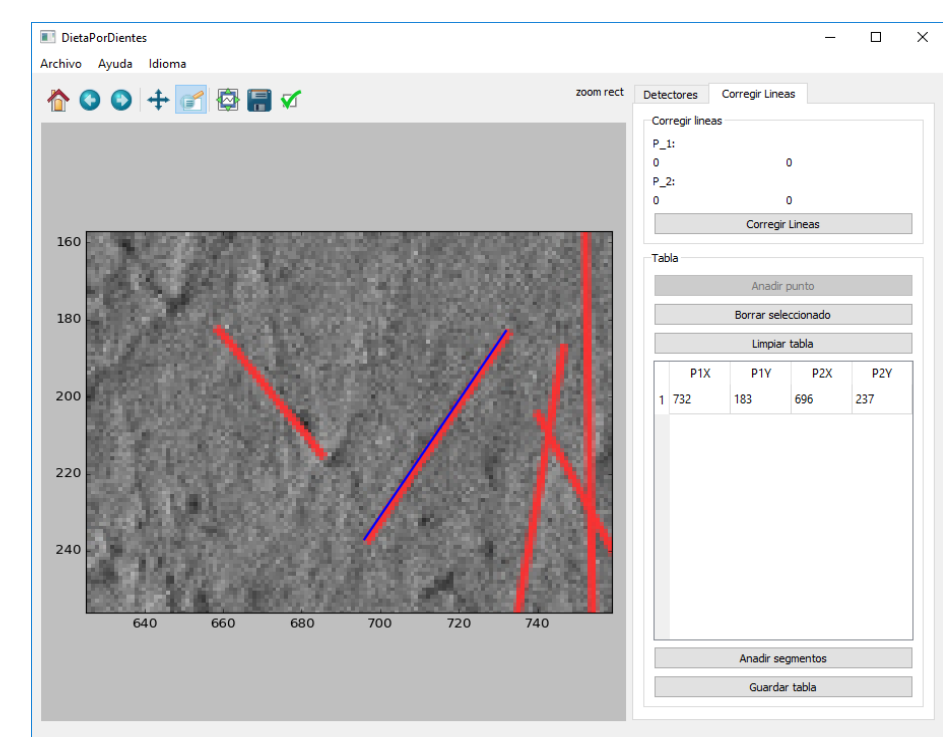 DietaPorDientes
Archivo Ayuda Idioma
zoom rect
Detectores Corregir Lineas
Corregir lineas
P_1:
0 0
P_2:
0 0
Corregir Lineas
Tabla
Anadir punto
Borrar seleccionado
Limpiar tabla
P1X P1Y P2X P2Y
1 732 183 696 237
Anadir segmentos
Guardar tabla
160
180
200
220
240
640 660 680 700 720 740